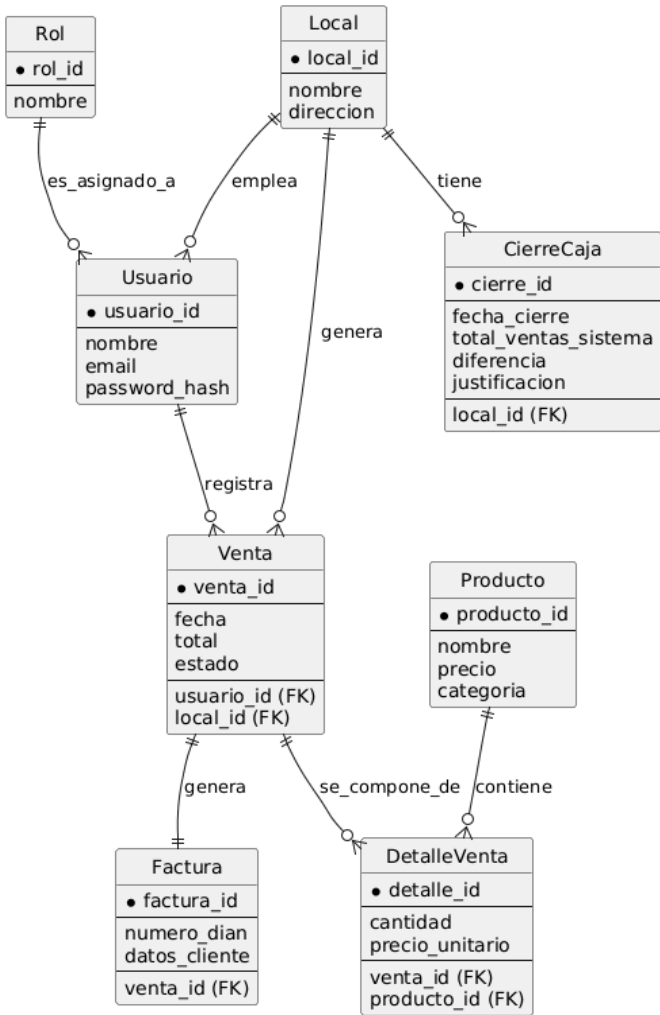 Rol
rol_id
nombre
Local
local_id
nombre
direccion
es_asignado_a
emplea
tiene
Usuario
usuario_id
nombre
email
password_hash
CierreCaja
cierre_id
fecha_cierre
total_ventas_sistema
diferencia
justificacion
local_id (FK)
genera
registra
Venta
venta_id
fecha
total
estado
usuario_id (FK)
local_id (FK)
Producto
producto_id
nombre
precio
categoria
genera
se_compone_de
contiene
Factura
factura_id
numero_dian
datos_cliente
venta_id (FK)
DetalleVenta
detalle_id
cantidad
precio_unitario
venta_id (FK)
producto_id (FK)